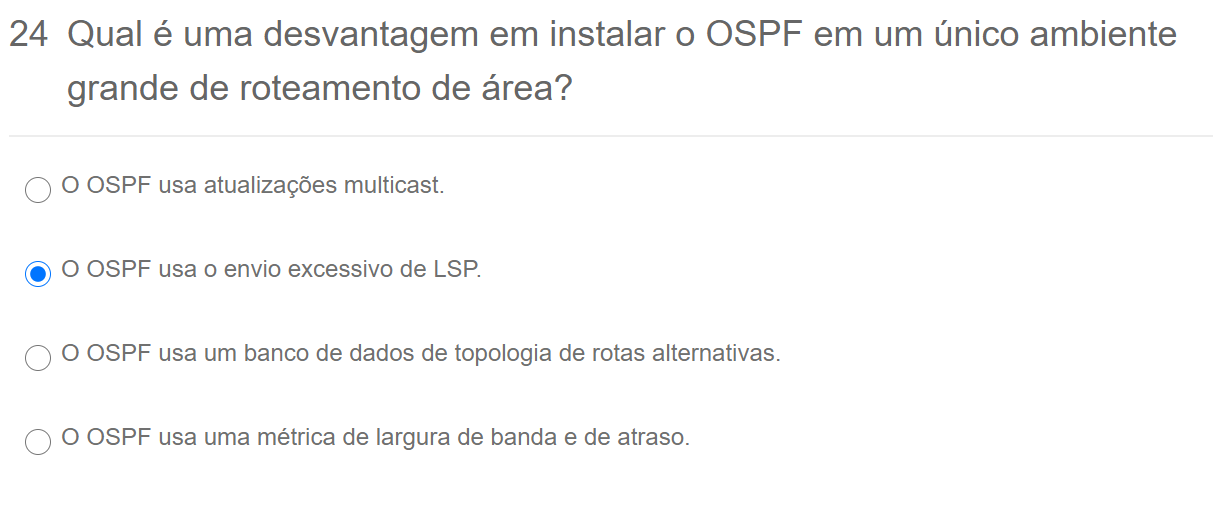 24 Qual é uma desvantagem em instalar o OSPF em um único ambiente
grande de roteamento de área?
O OSPF usa atualizações multicast.
O OSPF usa o envio excessivo de LSP.
O OSPF usa um banco de dados de topologia de rotas alternativas.
O OSPF usa uma métrica de largura de banda e de atraso.